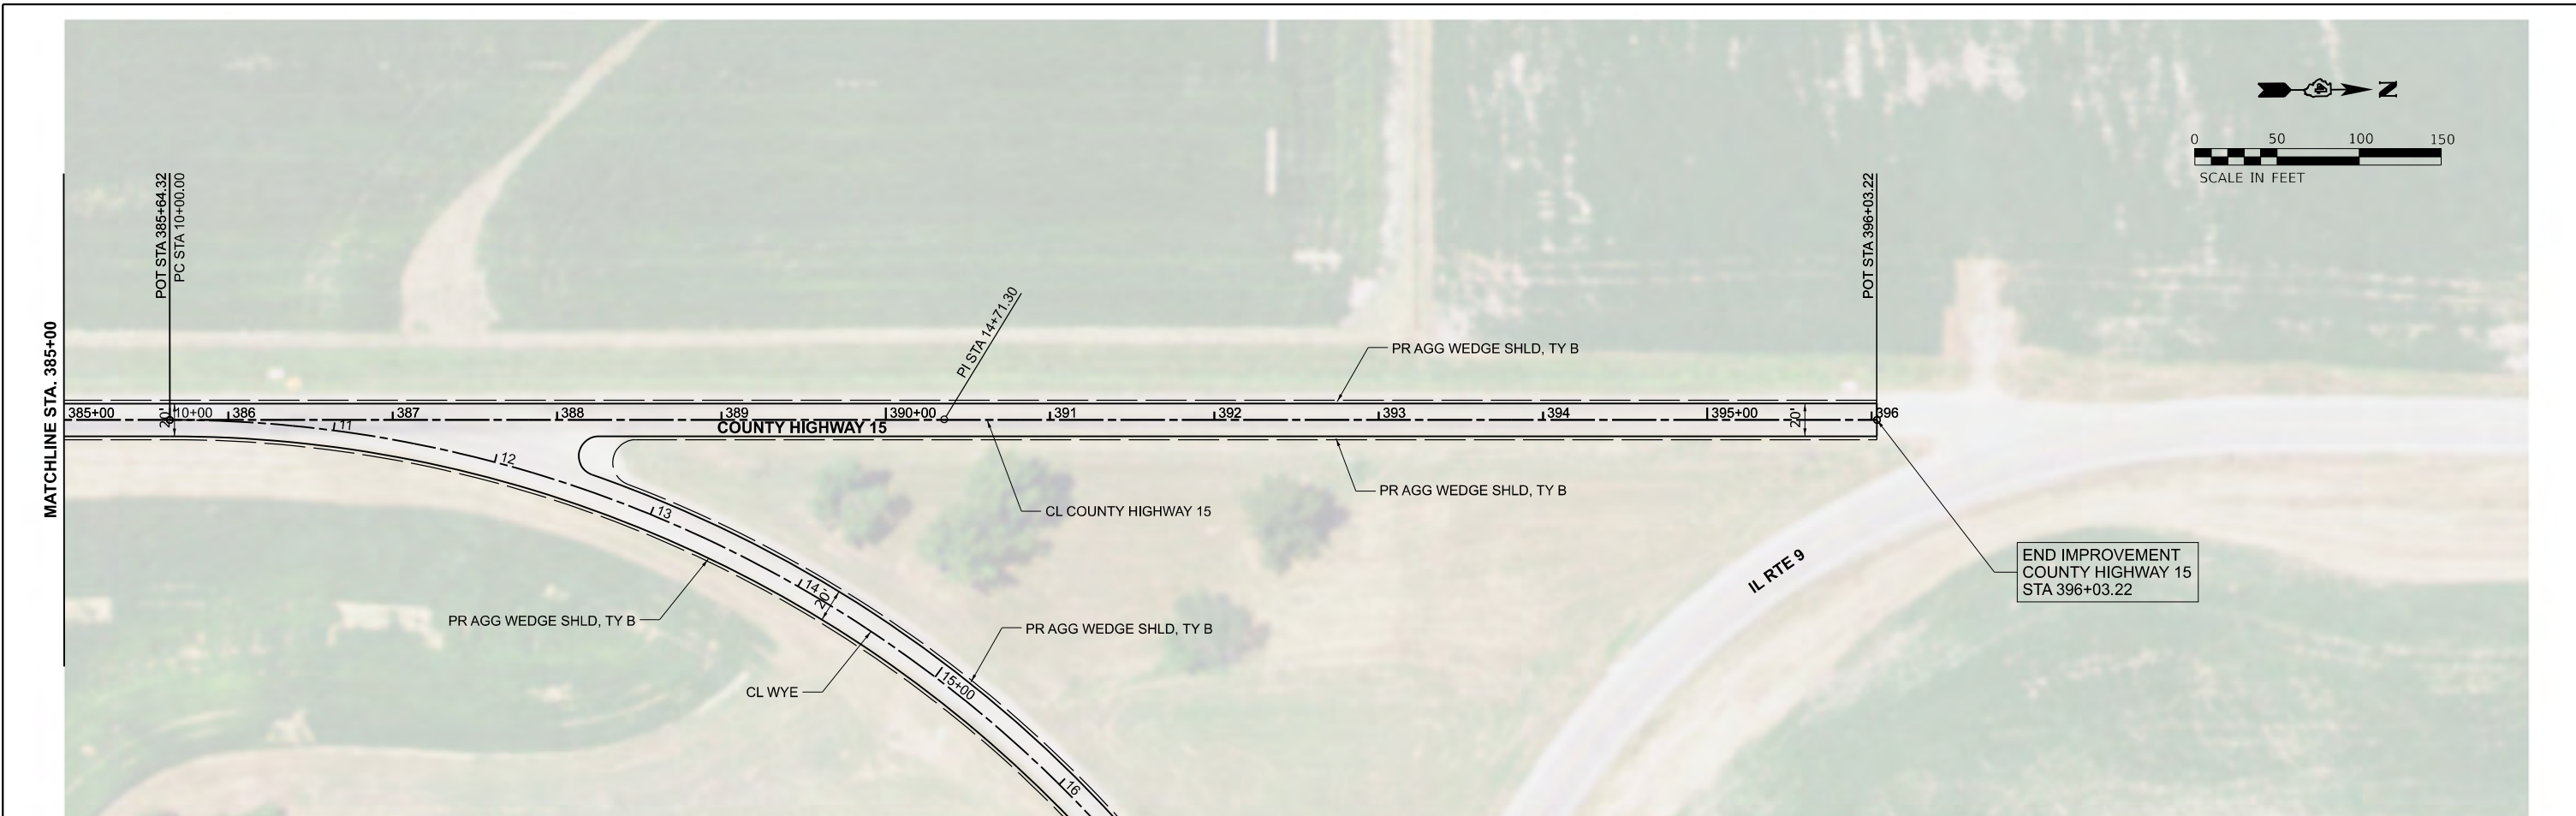 N
0 50 100 150
SCALE IN FEET
MATCHLINE STA. 385+00
POT STA 385+64.32
PC STA 10+00.00
PI STA 14+71.30
POT STA 396+03.22
PR AGG WEDGE SHLD, TY B
385+00
20'
10+00
386
387
388
389
390+00
391
392
393
394
395+00
20'
396
11
12
13
14
20'
15+00
16
COUNTY HIGHWAY 15
PR AGG WEDGE SHLD, TY B
CL COUNTY HIGHWAY 15
IL RTE 9
END IMPROVEMENT
COUNTY HIGHWAY 15
STA 396+03.22
PR AGG WEDGE SHLD, TY B
PR AGG WEDGE SHLD, TY B
CL WYE